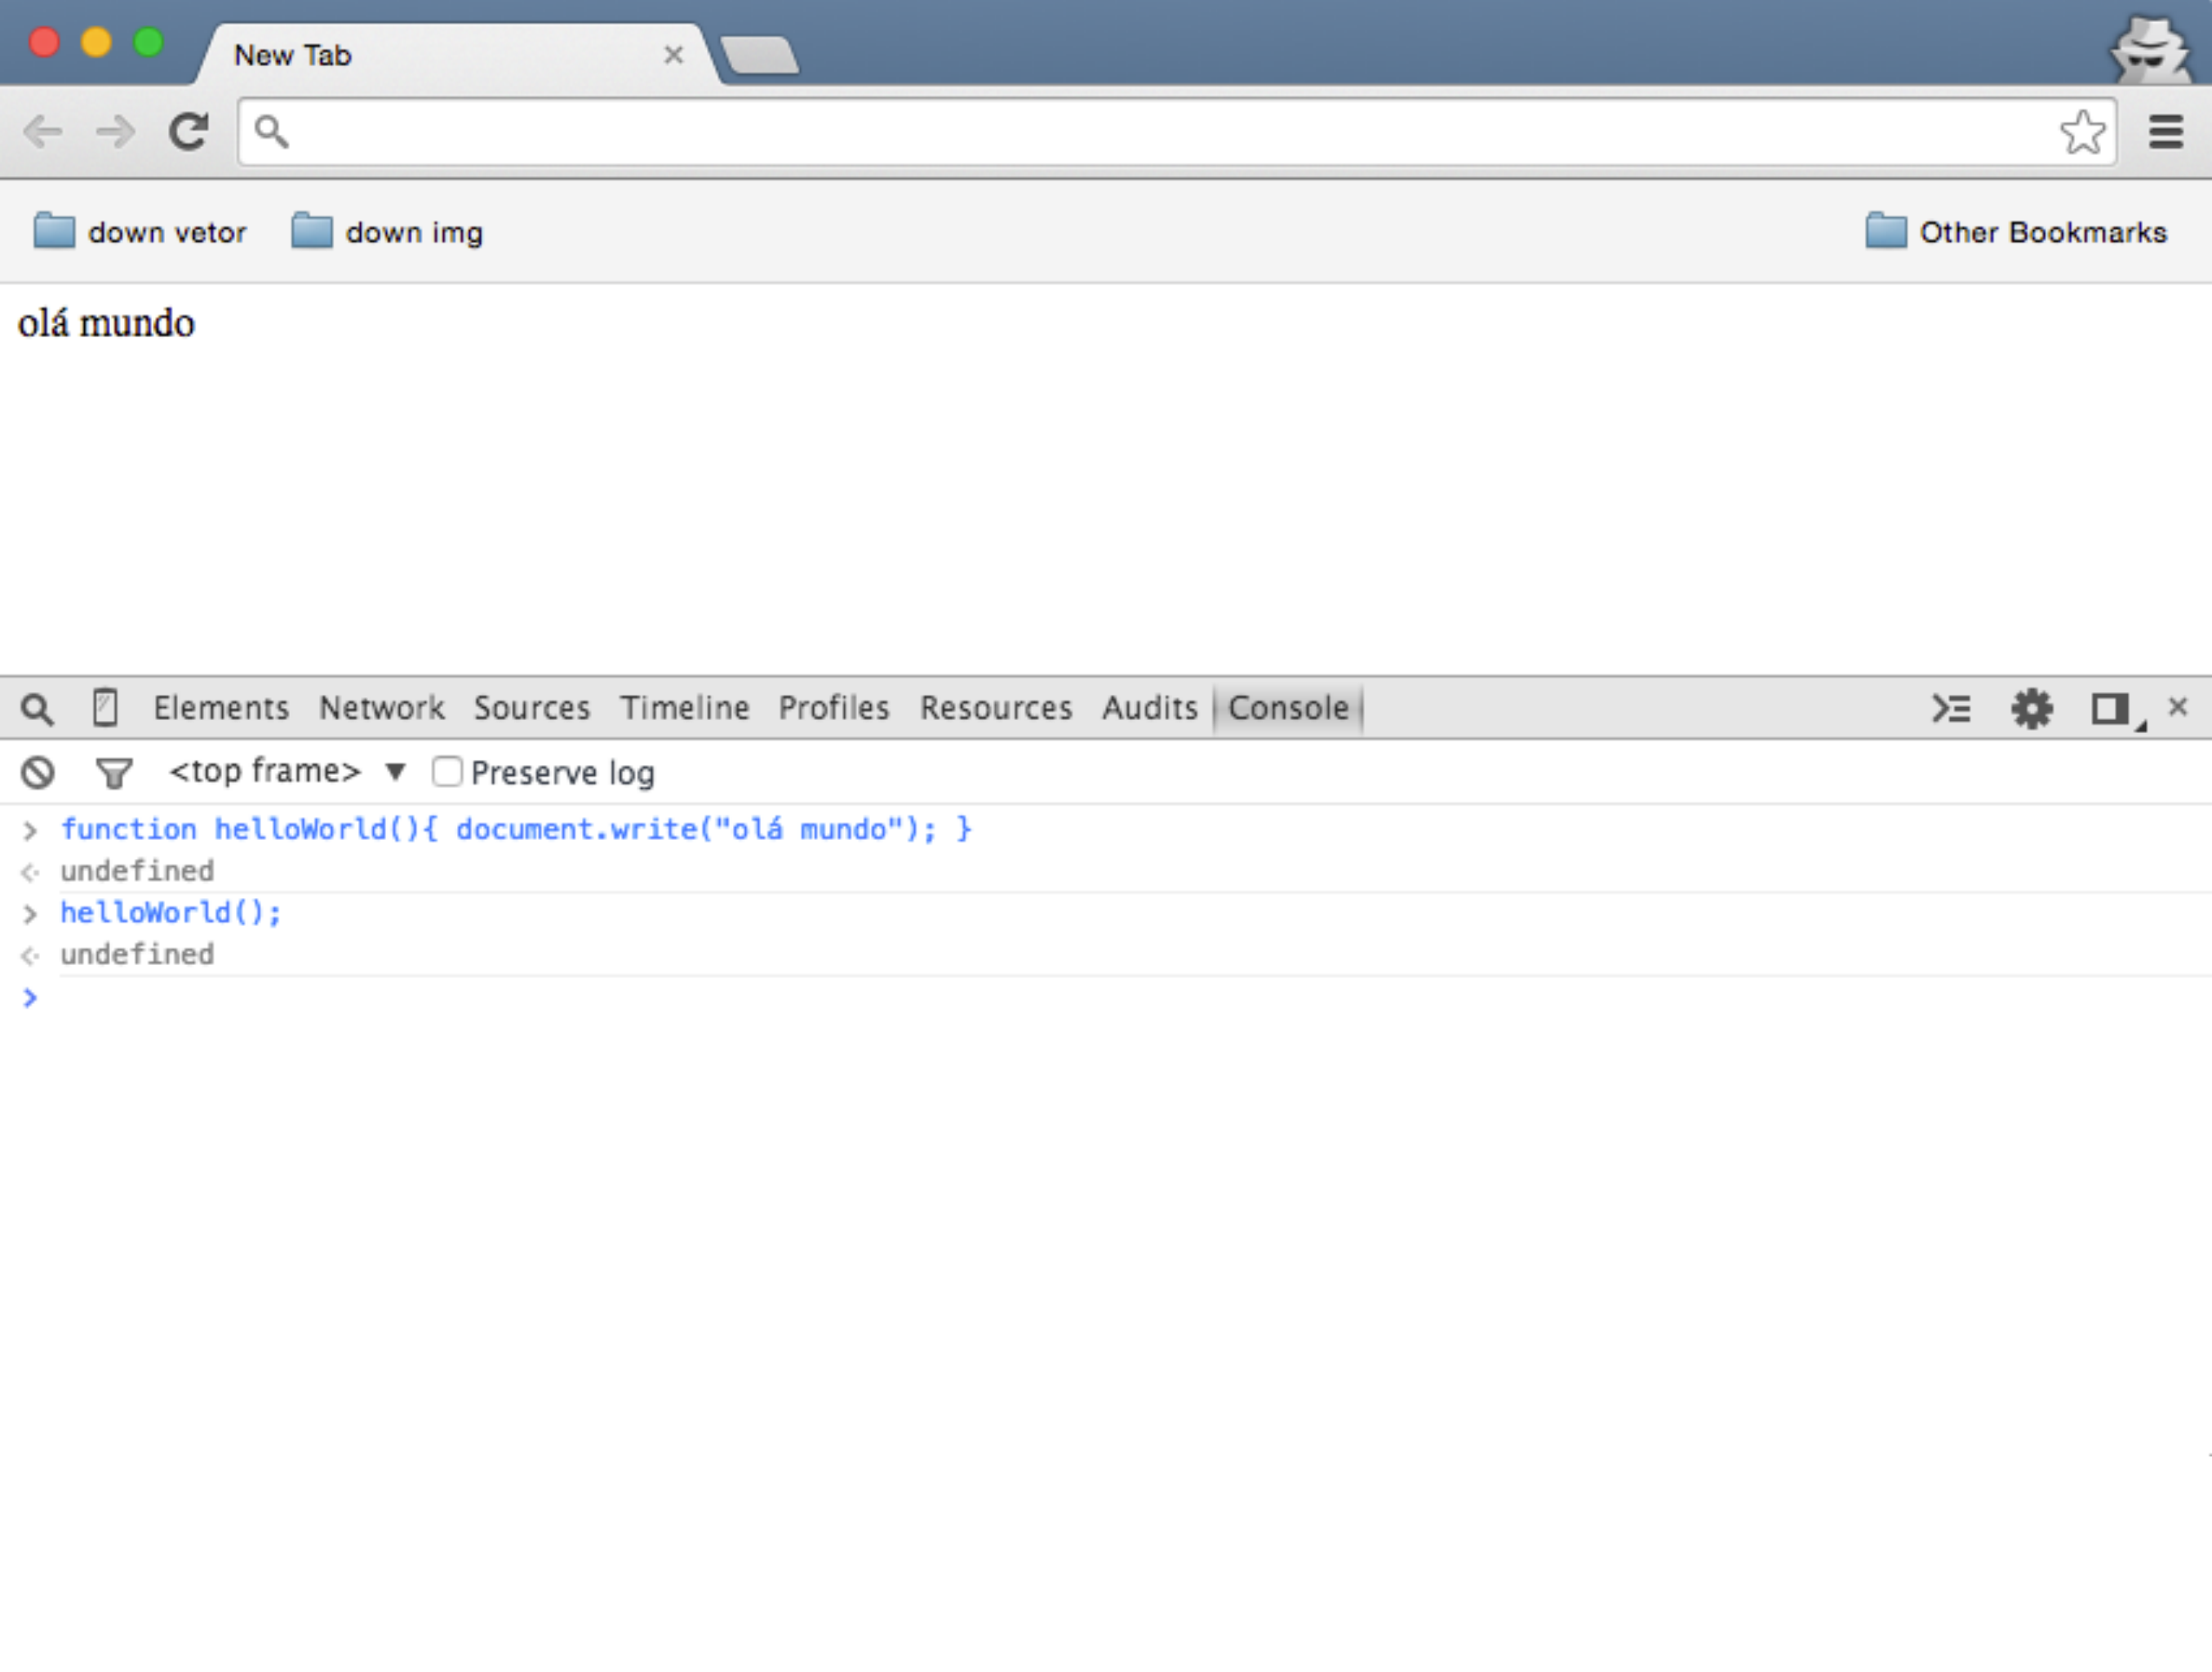 New Tab
down vetor down img Other Bookmarks
olá mundo
Elements Network Sources Timeline Profiles Resources Audits Console
<top frame> Preserve log
function helloWorld(){ document.write("olá mundo"); }
undefined
helloWorld();
undefined